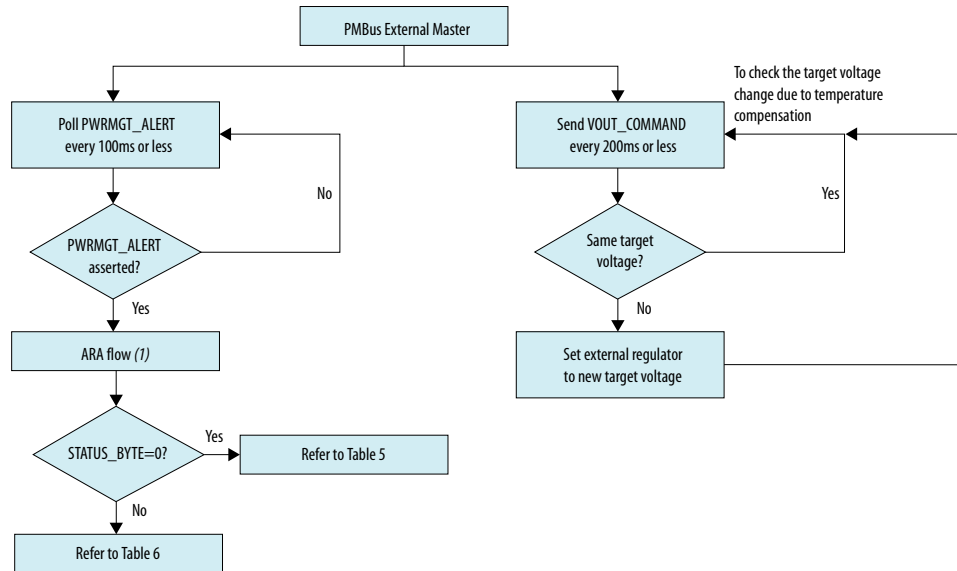 PMBus External Master
Poll PWRMGT_ALERT
every 100ms or less
No
PWRMGT_ALERT
asserted?
Yes
ARA flow (1)
STATUS_BYTE=0?
Yes
Refer to Table 5
No
Refer to Table 6
To check the target voltage
change due to temperature
compensation
Send VOUT_COMMAND
every 200ms or less
Yes
Same target
voltage?
No
Set external regulator
to new target voltage